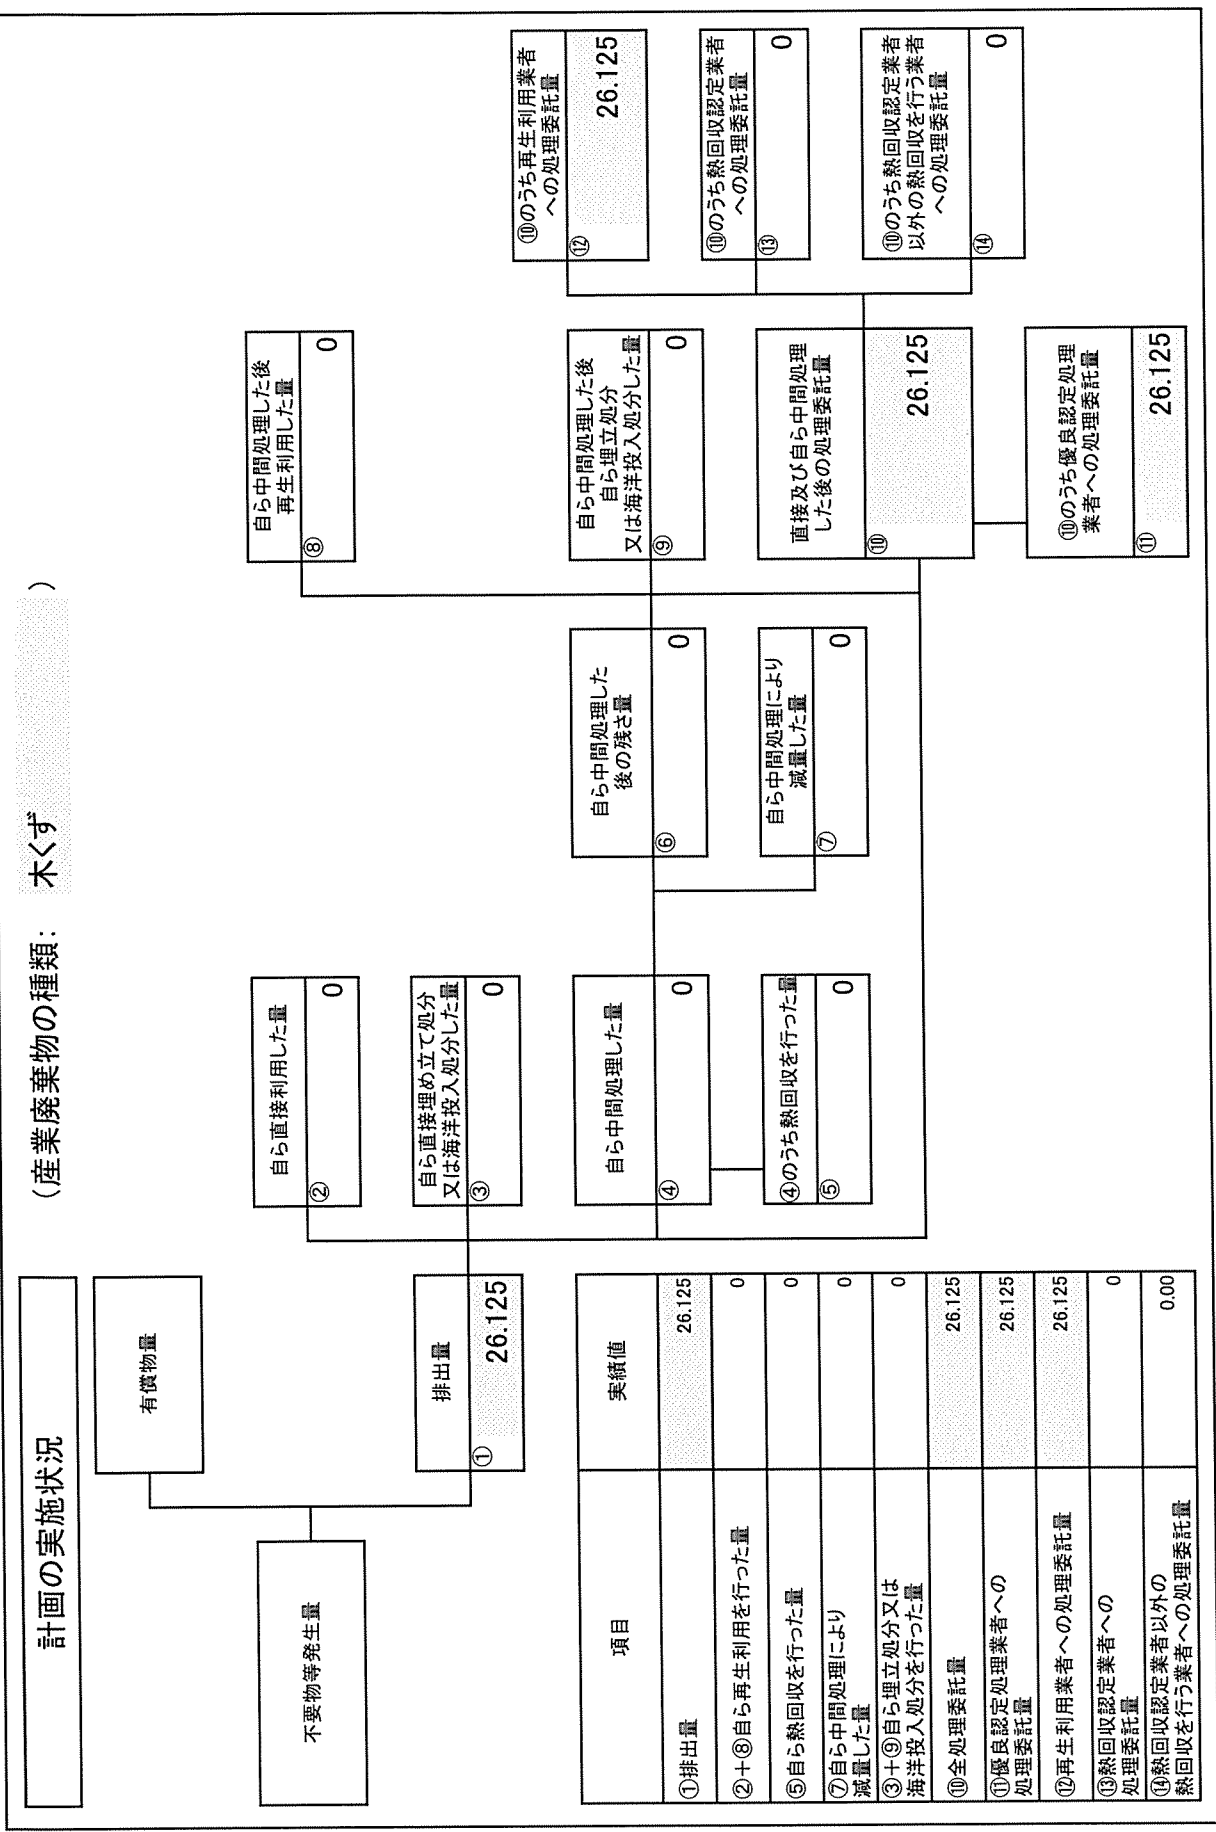 計画の実施状況
（産業廃棄物の種類： 木くず ）
不要物等発生量
有償物量
排出量
① 26.125
自ら直接利用した量
② 0
自ら直接埋め立て処分
又は海洋投入処分した量
③ 0
自ら中間処理した量
④ 0
④のうち熱回収を行った量
⑤ 0
自ら中間処理した
後の残さ量
⑥ 0
自ら中間処理により
減量した量
⑦ 0
自ら中間処理した後
再生利用した量
⑧ 0
自ら中間処理した後
自ら埋立処分
又は海洋投入処分した量
⑨ 0
直接及び自ら中間処理
した後の処理委託量
⑩ 26.125
⑩のうち優良認定処理
業者への処理委託量
⑪ 26.125
⑩のうち再生利用業者
への処理委託量
⑫ 26.125
⑩のうち熱回収認定業者
への処理委託量
⑬ 0
⑩のうち熱回収認定業者
以外の熱回収を行う業者
への処理委託量
⑭ 0
項目 実績値
①排出量 26.125
②＋⑧自ら再生利用を行った量 0
⑤自ら熱回収を行った量 0
⑦自ら中間処理により
減量した量 0
③＋⑨自ら埋立処分又は
海洋投入処分を行った量 0
⑩全処理委託量 26.125
⑪優良認定処理業者への
処理委託量 26.125
⑫再生利用業者への処理委託量 26.125
⑬熱回収認定業者への
処理委託量 0
⑭熱回収認定業者以外の
熱回収を行う業者への処理委託量 0.00